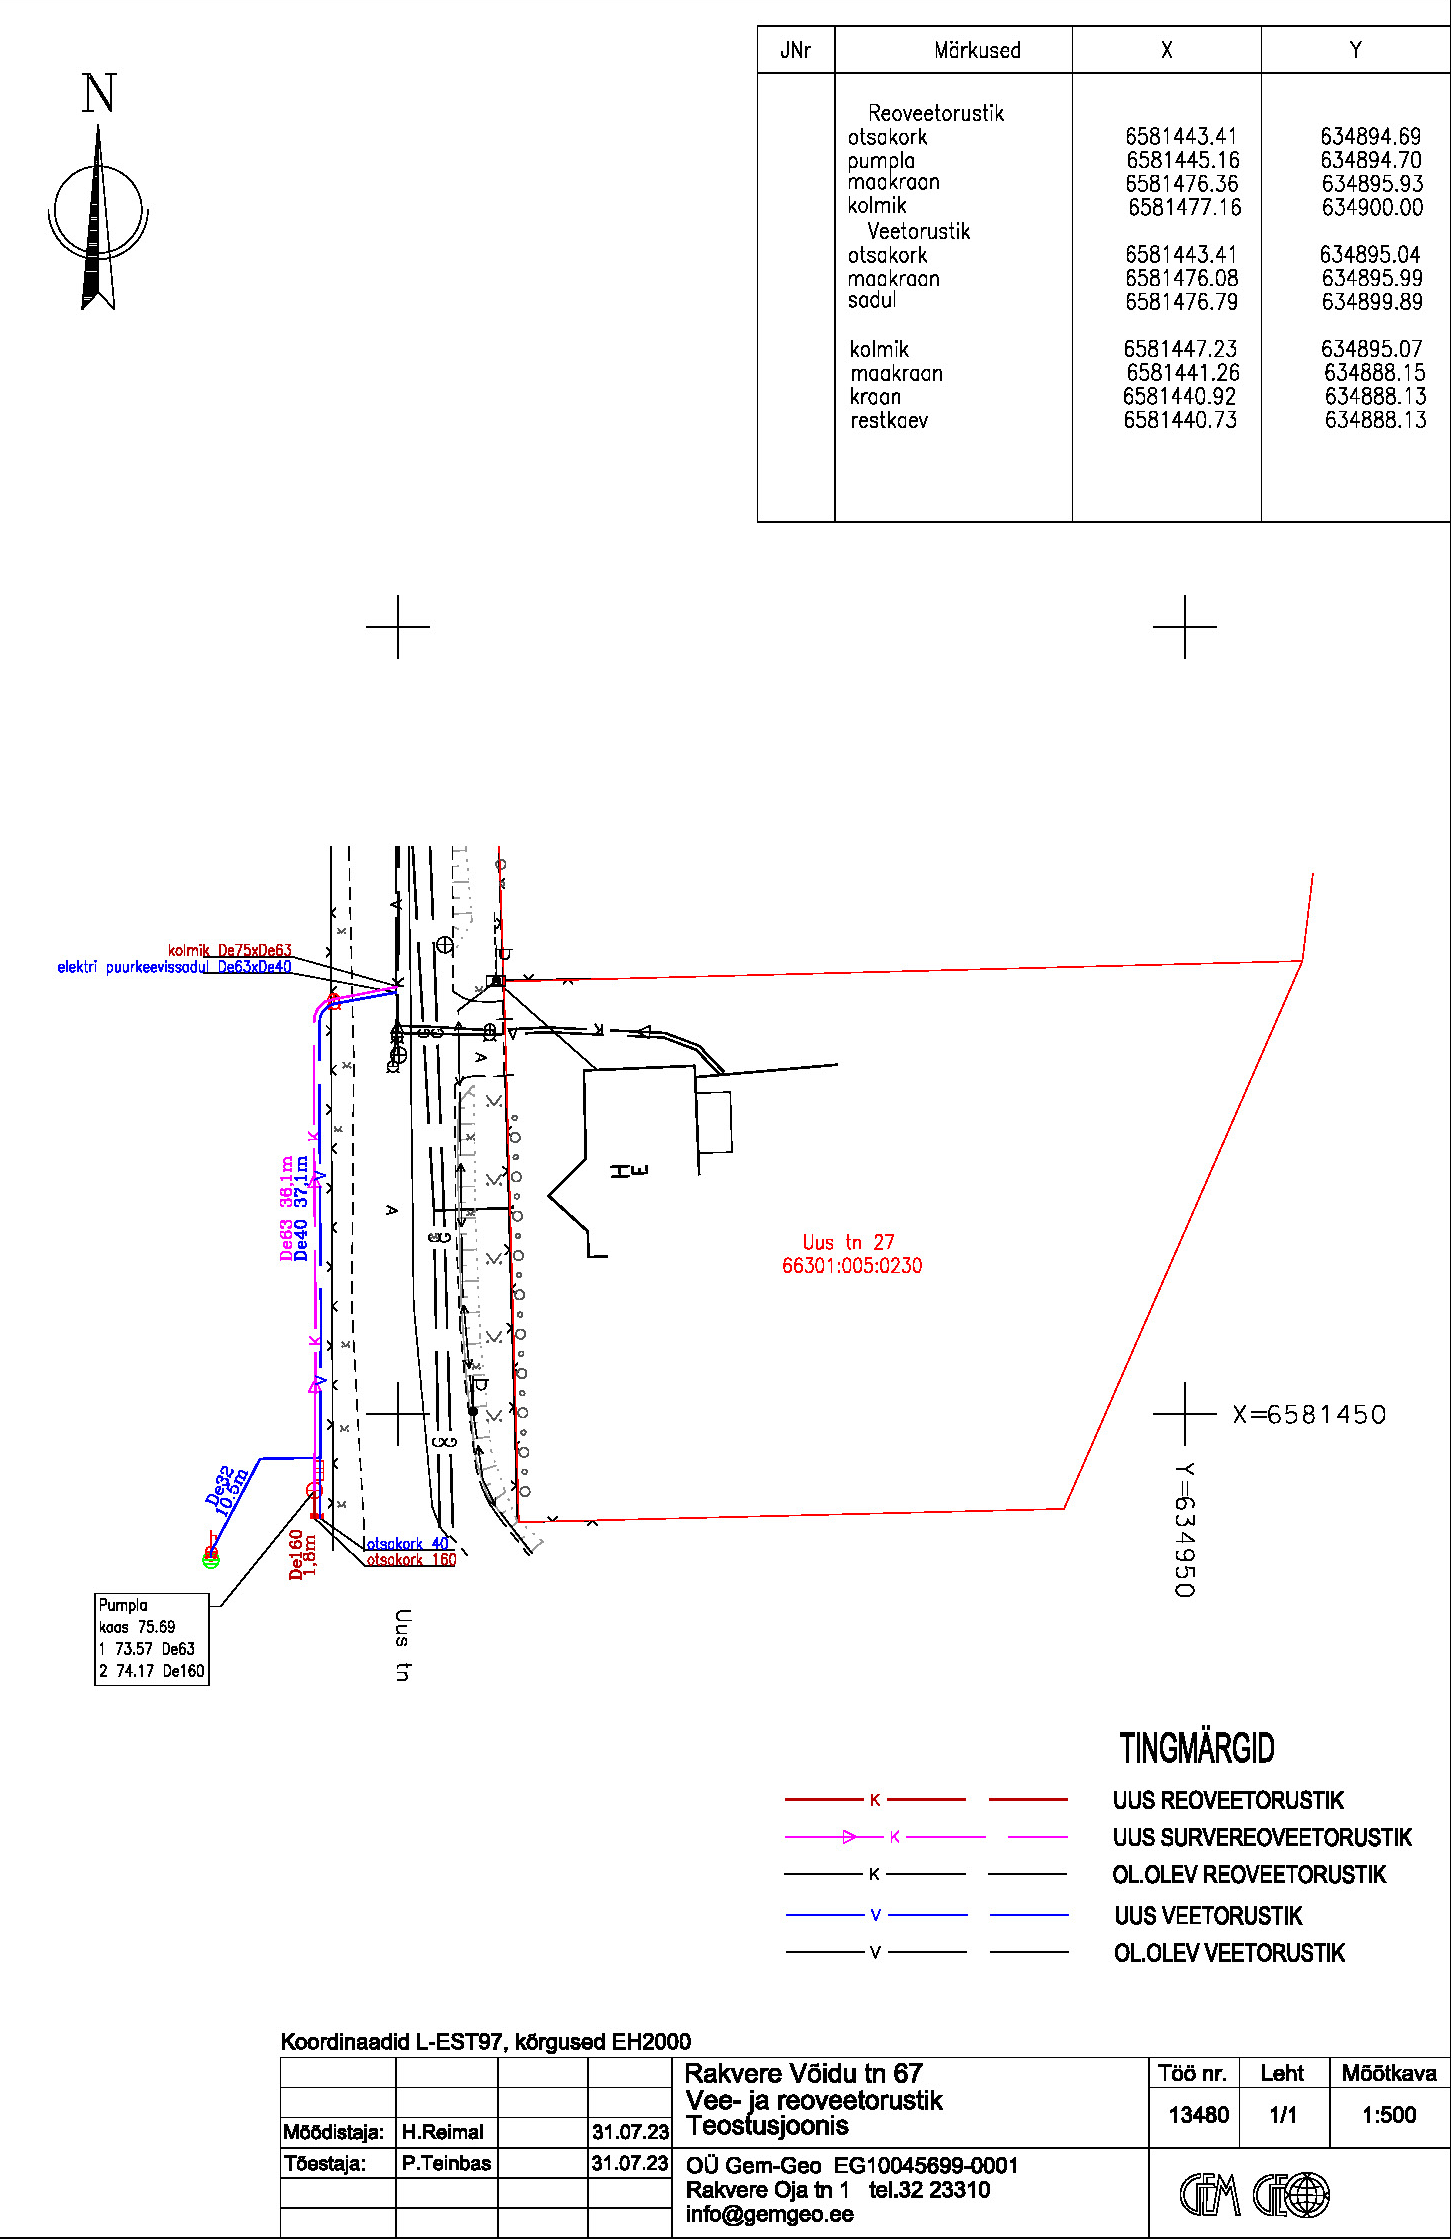 N
JNr Märkused X Y
Reoveetorustik
otsakork 6581443.41 634894.69
pumpla 6581445.16 634894.70
maakraan 6581476.36 634895.93
kolmik 6581477.16 634900.00
Veetorustik
otsakork 6581443.41 634895.04
maakraan 6581476.08 634895.99
sadul 6581476.79 634899.89
kolmik 6581447.23 634895.07
maakraan 6581441.26 634888.15
kraan 6581440.92 634888.13
restkaev 6581440.73 634888.13
kolmik De75xDe63
elektri puurkeevissadul De63xDe40
De63 36,1m
De40 37,1m
H
E
Uus tn 27
66301:005:0230
X=6581450
Y=634950
De32
10.5m
De160
1,8m
otsakork 40
otsakork 160
Pumpla
kaas 75.69
1 73.57 De63
2 74.17 De160
Uus tn
TINGMÄRGID
K UUS REOVEETORUSTIK
K UUS SURVEREOVEETORUSTIK
K OL.OLEV REOVEETORUSTIK
V UUS VEETORUSTIK
V OL.OLEV VEETORUSTIK
Koordinaadid L-EST97, kõrgused EH2000
Rakvere Võidu tn 67
Vee- ja reoveetorustik
Teostusjoonis
Töö nr. Leht Mõõtkava
13480 1/1 1:500
Mõõdistaja: H.Reimal 31.07.23
Tõestaja: P.Teinbas 31.07.23
OÜ Gem-Geo EG10045699-0001
Rakvere Oja tn 1 tel.32 23310
info@gemgeo.ee
GEM GEO